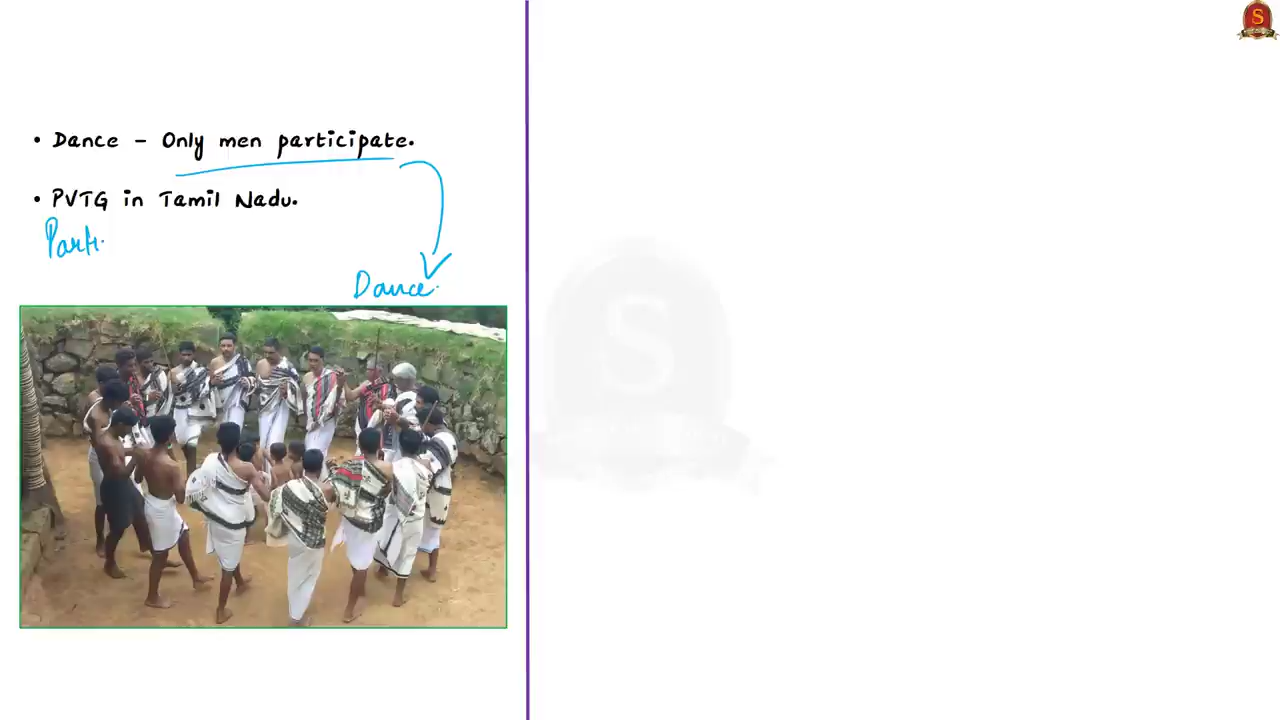 • Dance - Only men participate.
• PVTG in Tamil Nadu.
Parti.
Dance.
S
S